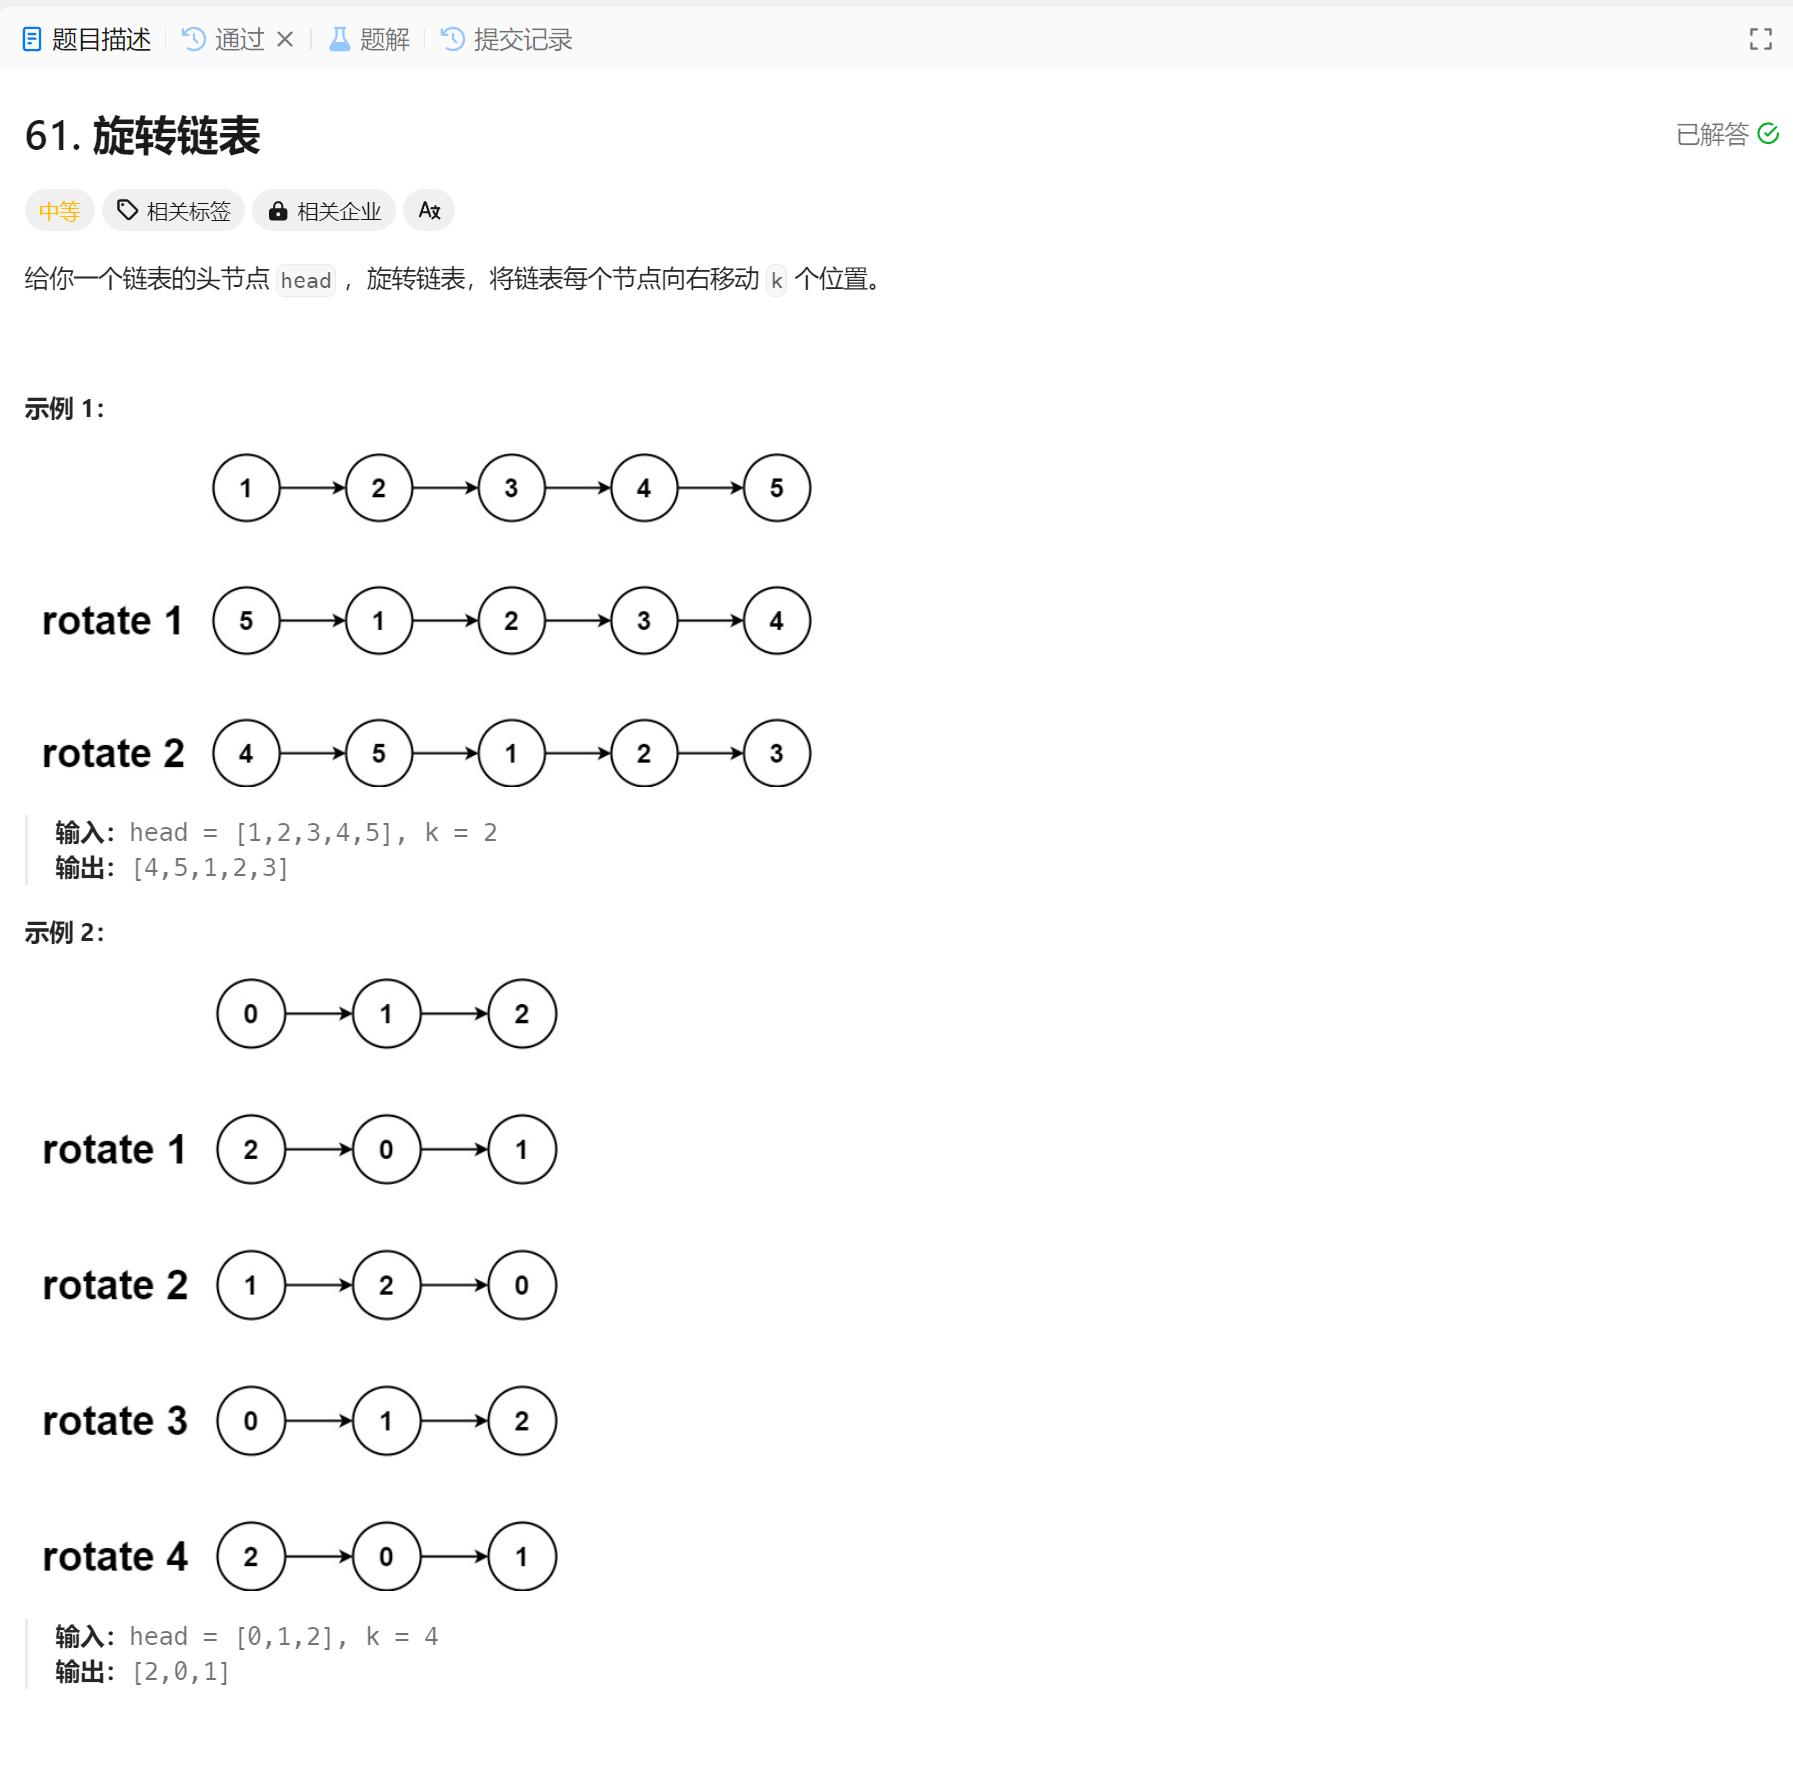 题目描述 通过 题解 提交记录
61. 旋转链表 已解答
中等 相关标签 相关企业
给你一个链表的头节点 head ，旋转链表，将链表每个节点向右移动 k 个位置。
示例 1：
1 2 3 4 5
rotate 1 5 1 2 3 4
rotate 2 4 5 1 2 3
输入：head = [1,2,3,4,5], k = 2
输出：[4,5,1,2,3]
示例 2：
0 1 2
rotate 1 2 0 1
rotate 2 1 2 0
rotate 3 0 1 2
rotate 4 2 0 1
输入：head = [0,1,2], k = 4
输出：[2,0,1]